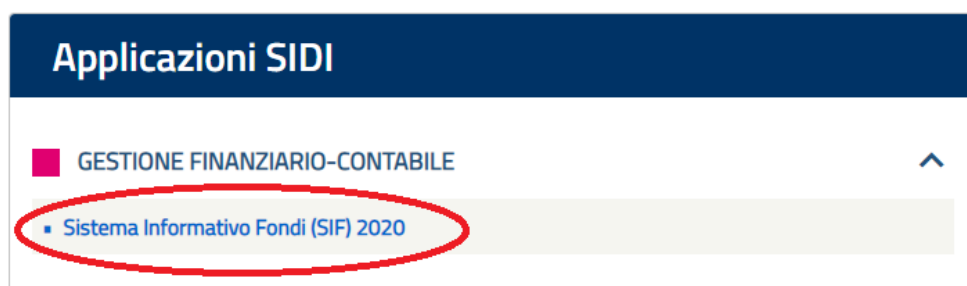 Applicazioni SIDI
GESTIONE FINANZIARIO-CONTABILE
Sistema Informativo Fondi (SIF) 2020